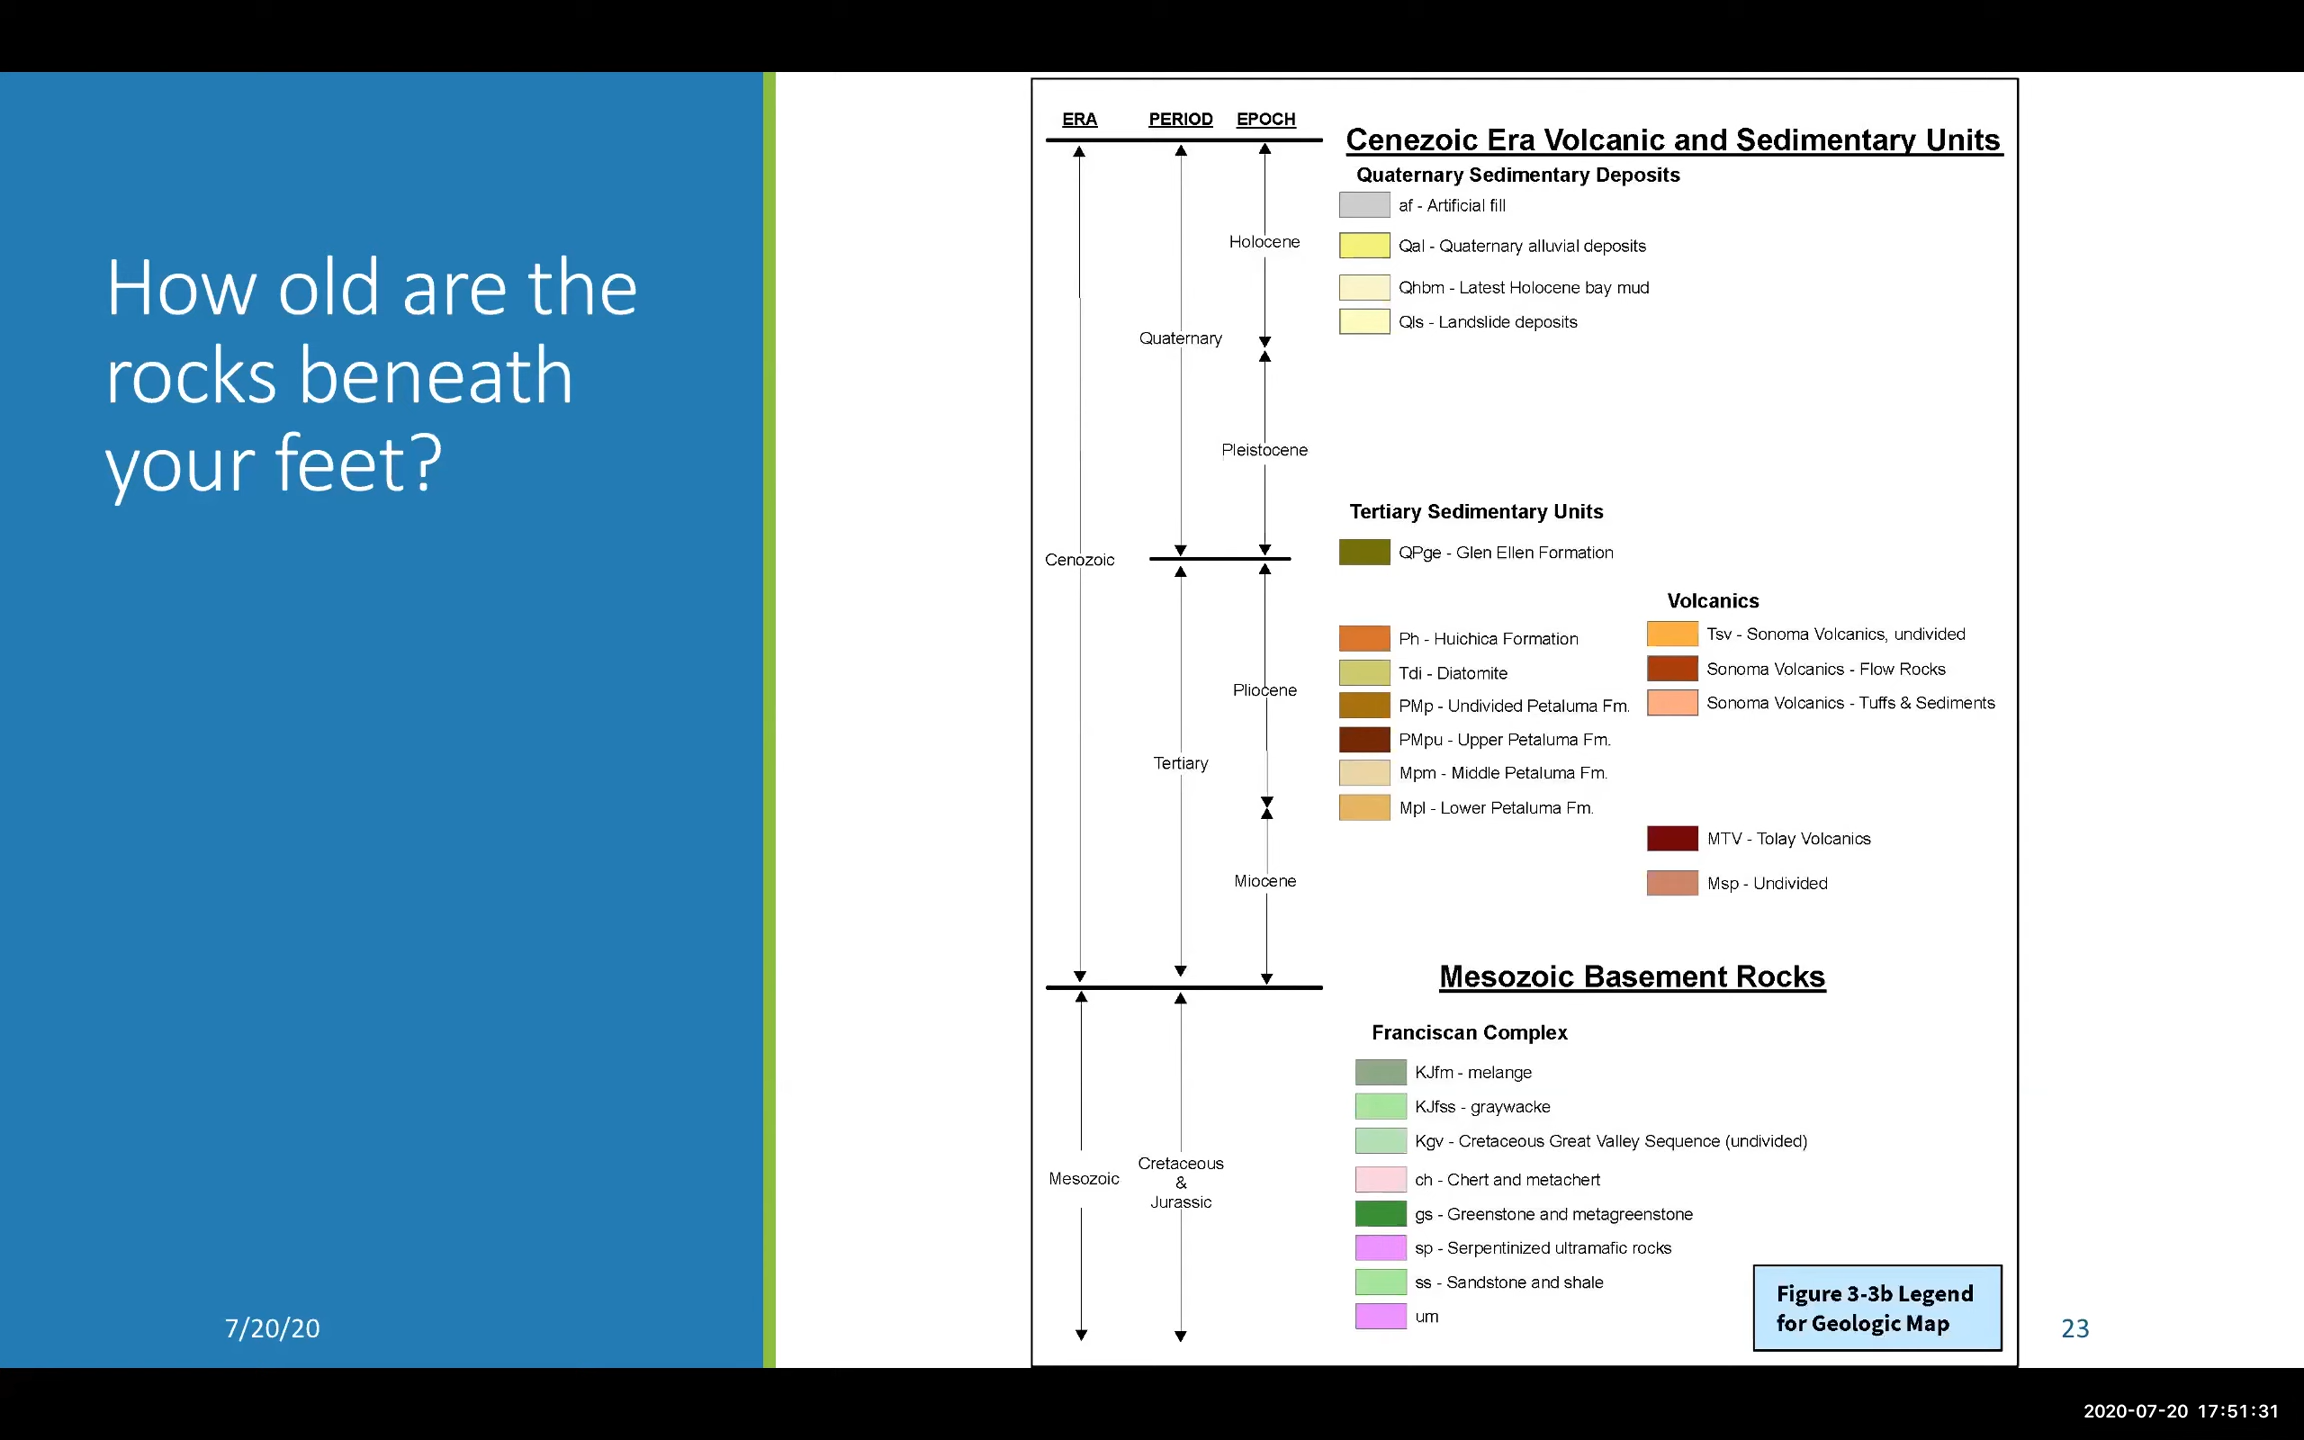 How old are the
rocks beneath
your feet?
7/20/20
ERA PERIOD EPOCH
Cenezoic Era Volcanic and Sedimentary Units
Quaternary Sedimentary Deposits
af - Artificial fill
Holocene
Qal - Quaternary alluvial deposits
Qhbm - Latest Holocene bay mud
Qls - Landslide deposits
Quaternary
Pleistocene
Tertiary Sedimentary Units
QPge - Glen Ellen Formation
Cenozoic
Volcanics
Ph - Huichica Formation
Tsv - Sonoma Volcanics, undivided
Tdi - Diatomite
Sonoma Volcanics - Flow Rocks
Pliocene
PMp - Undivided Petaluma Fm.
Sonoma Volcanics - Tuffs & Sediments
PMpu - Upper Petaluma Fm.
Tertiary
Mpm - Middle Petaluma Fm.
Mpl - Lower Petaluma Fm.
MTV - Tolay Volcanics
Miocene
Msp - Undivided
Mesozoic Basement Rocks
Franciscan Complex
KJfm - melange
KJfss - graywacke
Kgv - Cretaceous Great Valley Sequence (undivided)
Mesozoic
Cretaceous
&
Jurassic
ch - Chert and metachert
gs - Greenstone and metagreenstone
sp - Serpentinized ultramafic rocks
ss - Sandstone and shale
um
Figure 3-3b Legend
for Geologic Map
23
2020-07-20 17:51:31